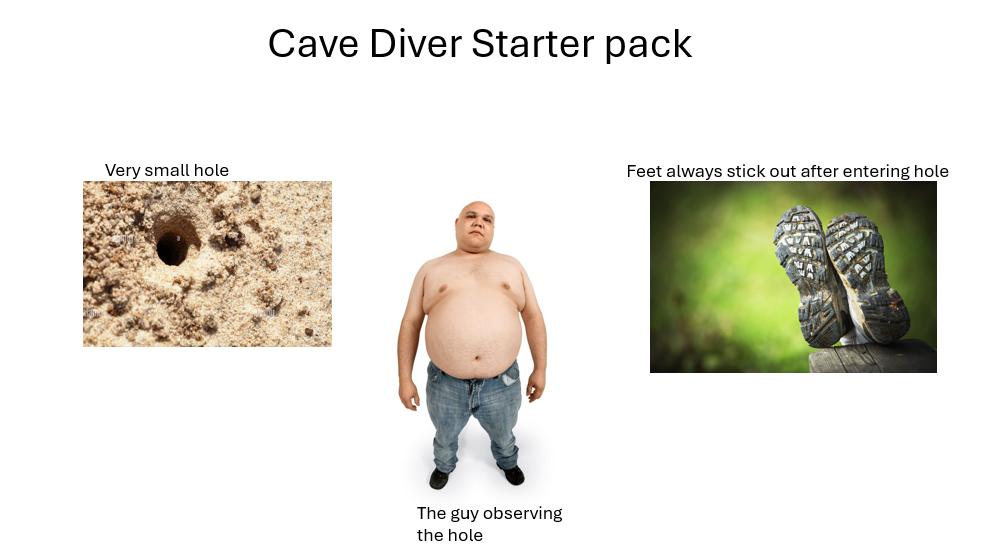 Cave Diver Starter pack
Very small hole
Feet always stick out after entering hole
The guy observing
the hole